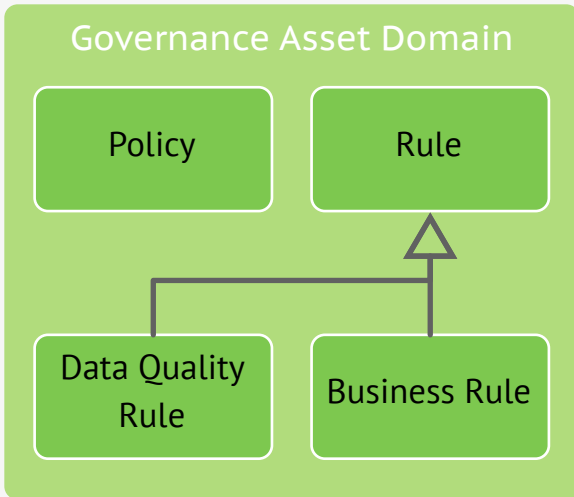 Governance Asset Domain
Policy
Rule
Data Quality
Rule
Business Rule